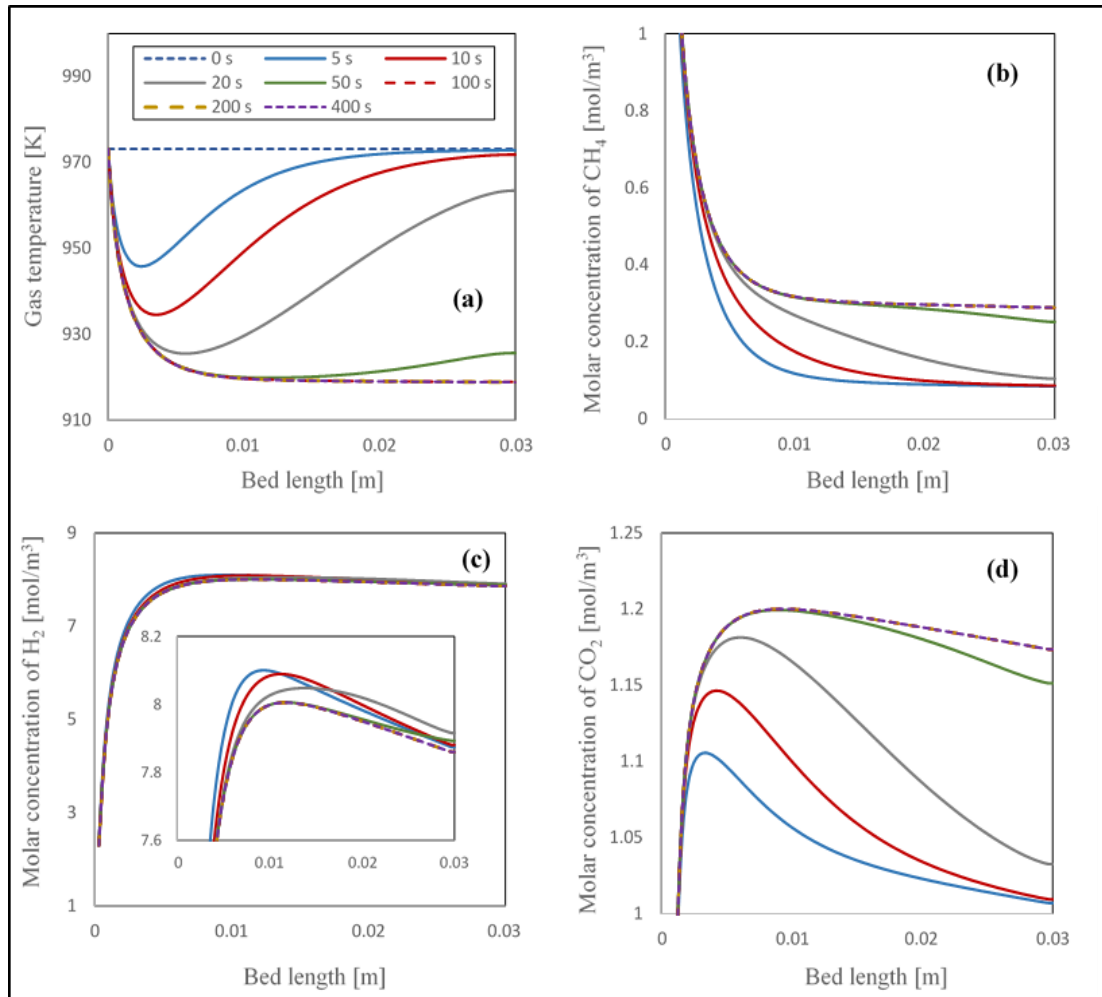 990
970
950
930
910
0 s 5 s 10 s
20 s 50 s 100 s
200 s 400 s
Gas temperature [K]
(a)
0 0.01 0.02 0.03
Bed length [m]
1
0.8
0.6
0.4
0.2
0
Molar concentration of CH₄ [mol/m³]
(b)
0 0.01 0.02 0.03
Bed length [m]
9
7
5
3
1
Molar concentration of H₂ [mol/m³]
(c)
8.2
8
7.8
7.6
0 0.01 0.02 0.03
0 0.01 0.02 0.03
Bed length [m]
1.25
1.2
1.15
1.1
1.05
1
Molar concentration of CO₂ [mol/m³]
(d)
0 0.01 0.02 0.03
Bed length [m]